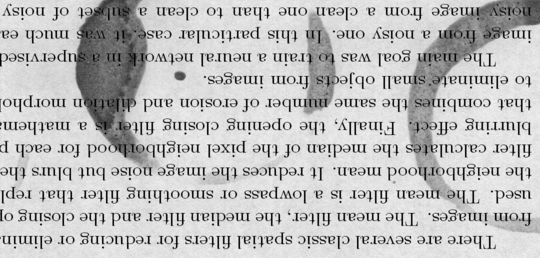 There are several classic spatial filters for reducing or elimin
from images. The mean filter, the median filter and the closing op
used. The mean filter is a lowpass or smoothing filter that repl
the neighborhood mean. It reduces the image noise but blurs the
filter calculates the median of the pixel neighborhood for each p
blurring effect. Finally, the opening closing filter is a mathema
that combines the same number of erosion and dilation morphol
to eliminate small objects from images.
The main goal was to train a neural network in a supervised
image from a noisy one. In this particular case, it was much ea
noisy image from a clean one than to clean a subset of noisy